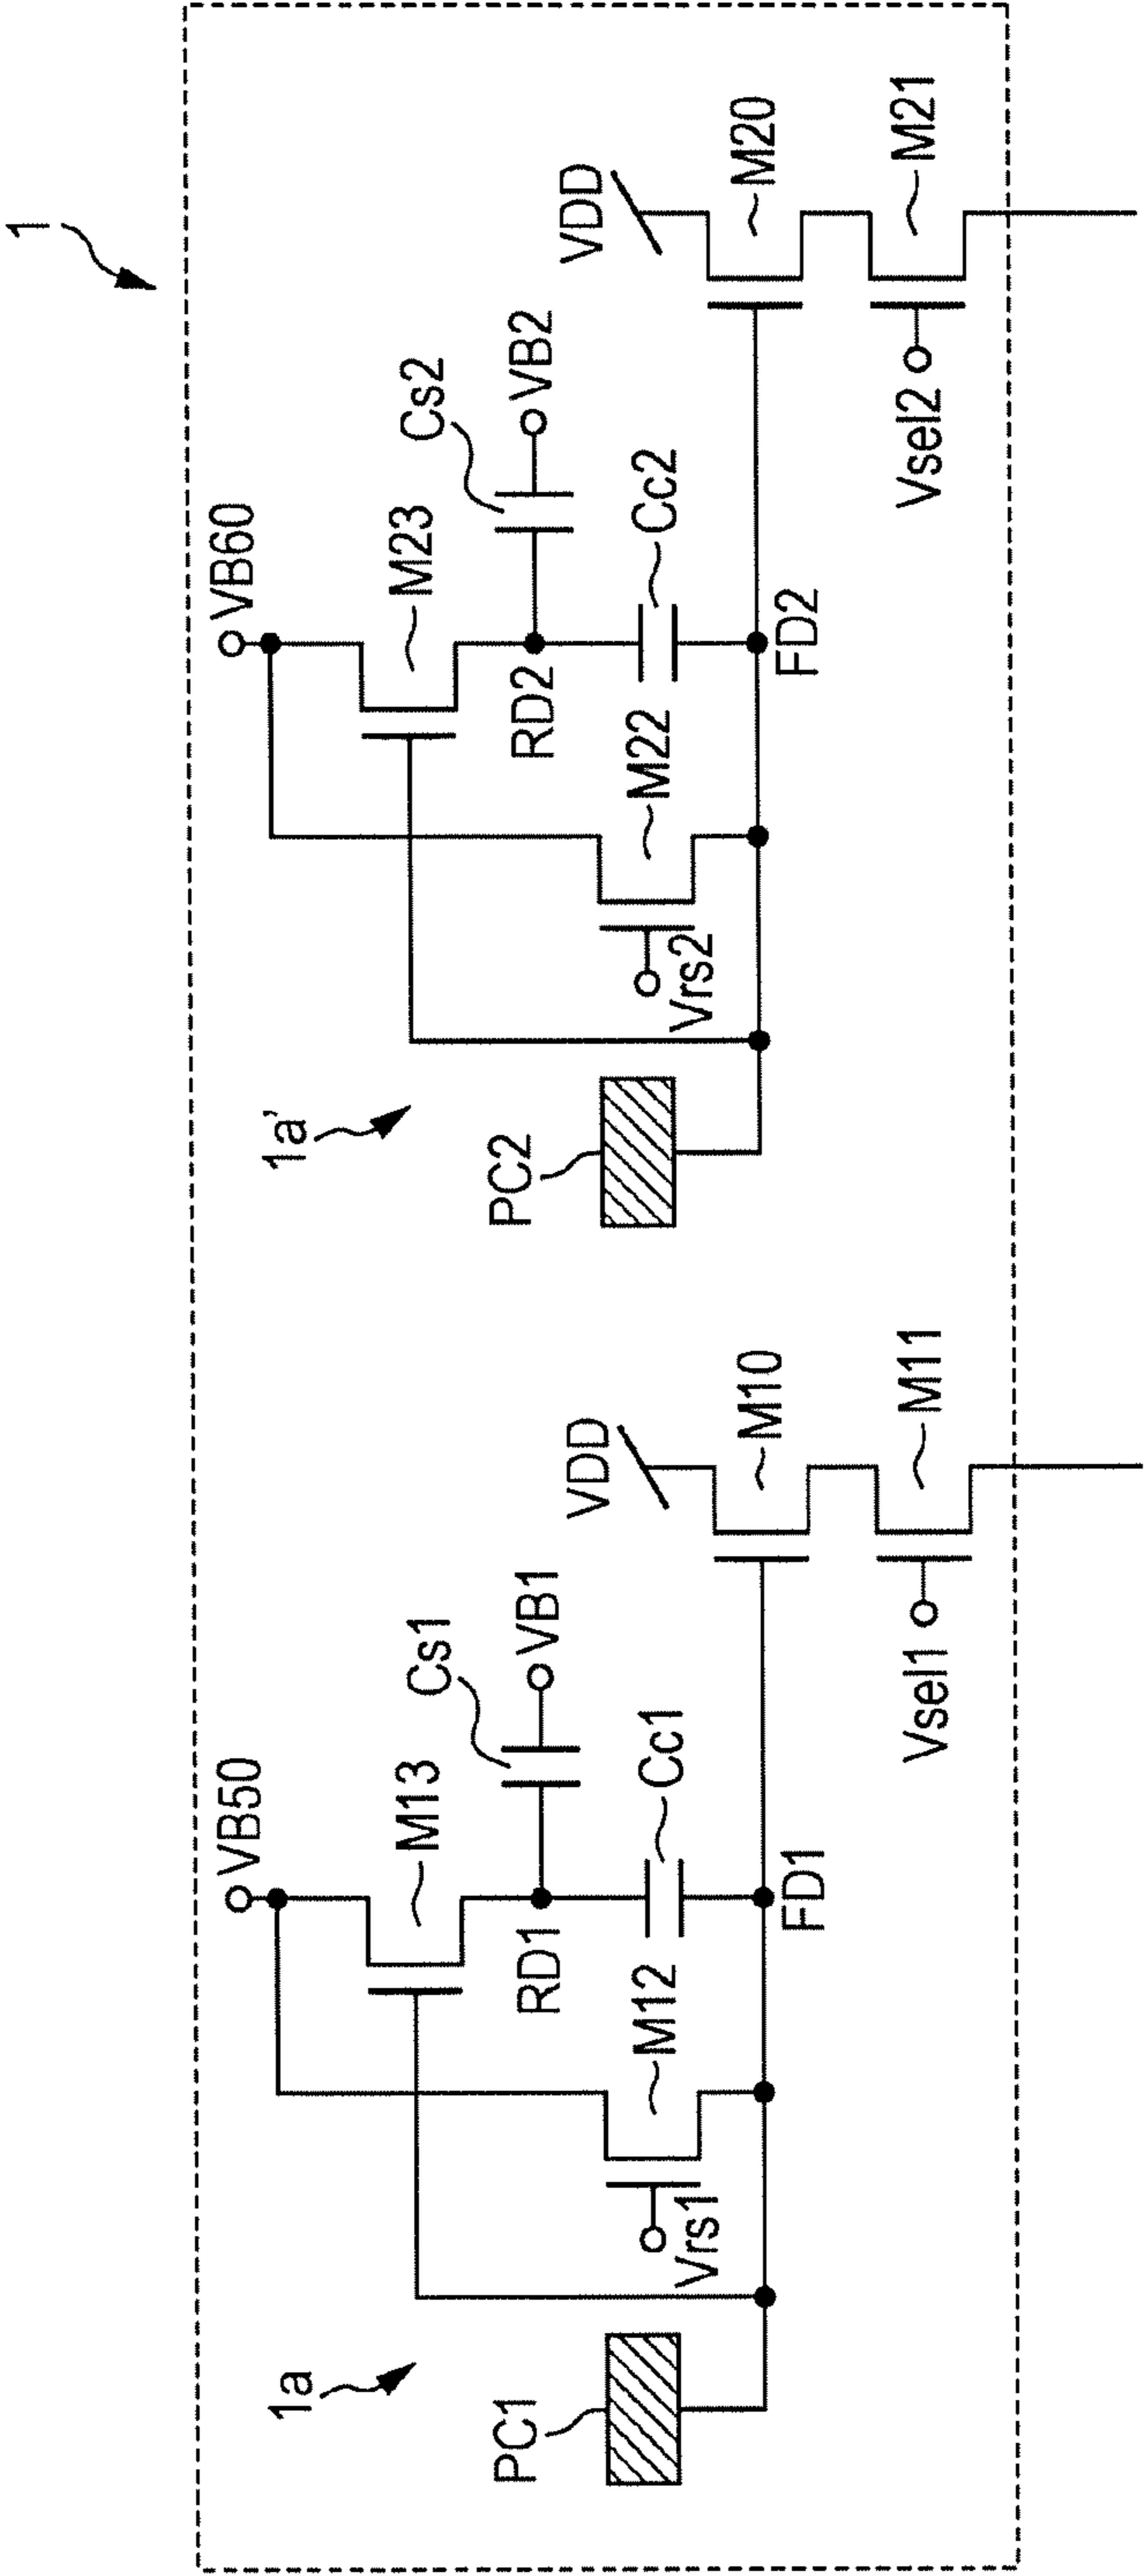 1
1a
VB50
M13
Cs1
VB1
RD1
M12
Cc1
Vrs1
PC1
FD1
VDD
M10
M11
Vsel1
1a'
VB60
M23
Cs2
VB2
RD2
M22
Cc2
Vrs2
PC2
FD2
VDD
M20
M21
Vsel2